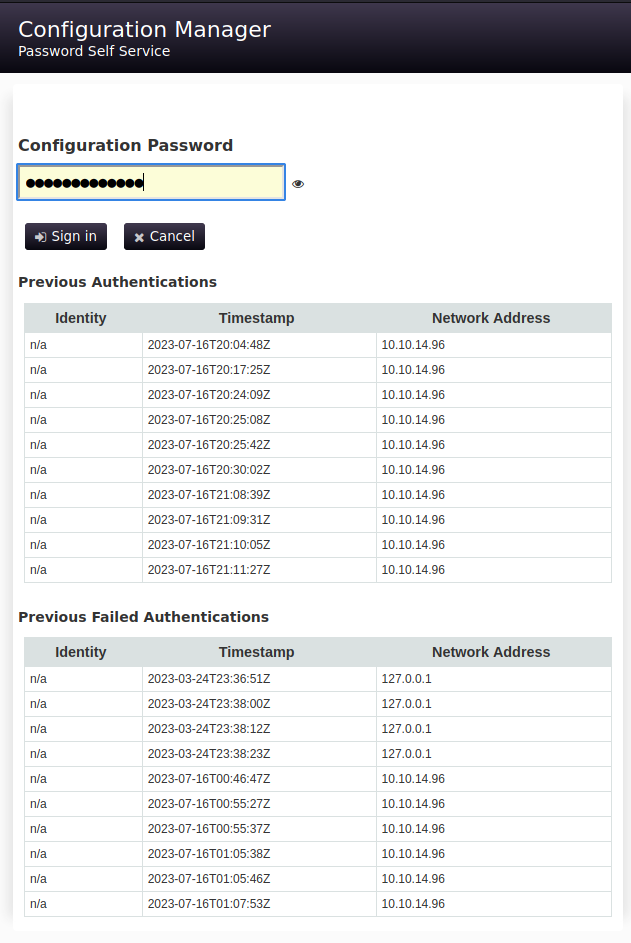 Configuration Manager
Password Self Service
Configuration Password
●●●●●●●●●●●●●
Sign in Cancel
Previous Authentications
Identity Timestamp Network Address
n/a 2023-07-16T20:04:48Z 10.10.14.96
n/a 2023-07-16T20:17:25Z 10.10.14.96
n/a 2023-07-16T20:24:09Z 10.10.14.96
n/a 2023-07-16T20:25:08Z 10.10.14.96
n/a 2023-07-16T20:25:42Z 10.10.14.96
n/a 2023-07-16T20:30:02Z 10.10.14.96
n/a 2023-07-16T21:08:39Z 10.10.14.96
n/a 2023-07-16T21:09:31Z 10.10.14.96
n/a 2023-07-16T21:10:05Z 10.10.14.96
n/a 2023-07-16T21:11:27Z 10.10.14.96
Previous Failed Authentications
Identity Timestamp Network Address
n/a 2023-03-24T23:36:51Z 127.0.0.1
n/a 2023-03-24T23:38:00Z 127.0.0.1
n/a 2023-03-24T23:38:12Z 127.0.0.1
n/a 2023-03-24T23:38:23Z 127.0.0.1
n/a 2023-07-16T00:46:47Z 10.10.14.96
n/a 2023-07-16T00:55:27Z 10.10.14.96
n/a 2023-07-16T00:55:37Z 10.10.14.96
n/a 2023-07-16T01:05:38Z 10.10.14.96
n/a 2023-07-16T01:05:46Z 10.10.14.96
n/a 2023-07-16T01:07:53Z 10.10.14.96